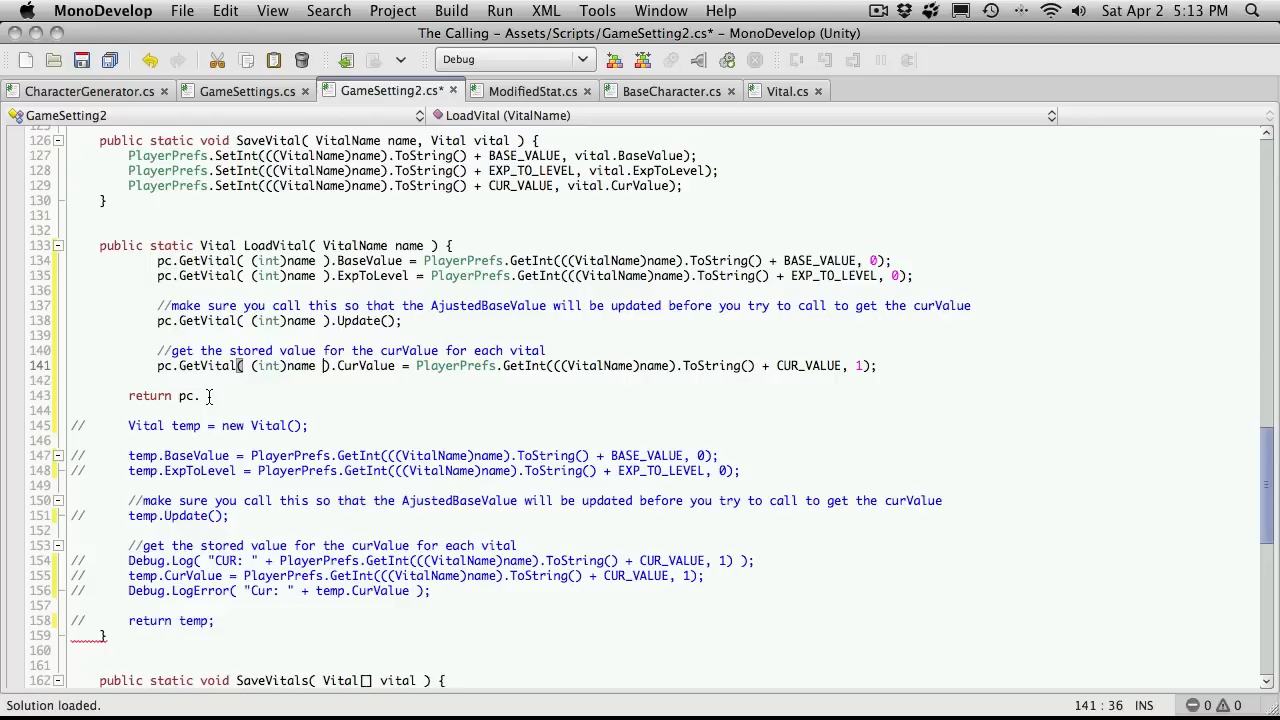 MonoDevelop File Edit View Search Project Build Run XML Tools Window Help Sat Apr 2 5:13 PM
The Calling – Assets/Scripts/GameSetting2.cs* – MonoDevelop (Unity)
Debug
CharacterGenerator.cs GameSettings.cs GameSetting2.cs* ModifiedStat.cs BaseCharacter.cs Vital.cs
GameSetting2 LoadVital (VitalName)
125
126 public static void SaveVital( VitalName name, Vital vital ) {
127 PlayerPrefs.SetInt(((VitalName)name).ToString() + BASE_VALUE, vital.BaseValue);
128 PlayerPrefs.SetInt(((VitalName)name).ToString() + EXP_TO_LEVEL, vital.ExpToLevel);
129 PlayerPrefs.SetInt(((VitalName)name).ToString() + CUR_VALUE, vital.CurValue);
130 }
131
132
133 public static Vital LoadVital( VitalName name ) {
134 pc.GetVital( (int)name ).BaseValue = PlayerPrefs.GetInt(((VitalName)name).ToString() + BASE_VALUE, 0);
135 pc.GetVital( (int)name ).ExpToLevel = PlayerPrefs.GetInt(((VitalName)name).ToString() + EXP_TO_LEVEL, 0);
136
137 //make sure you call this so that the AjustedBaseValue will be updated before you try to call to get the curValue
138 pc.GetVital( (int)name ).Update();
139
140 //get the stored value for the curValue for each vital
141 pc.GetVital( (int)name ).CurValue = PlayerPrefs.GetInt(((VitalName)name).ToString() + CUR_VALUE, 1);
142
143 return pc.
144
145 // Vital temp = new Vital();
146
147 // temp.BaseValue = PlayerPrefs.GetInt(((VitalName)name).ToString() + BASE_VALUE, 0);
148 // temp.ExpToLevel = PlayerPrefs.GetInt(((VitalName)name).ToString() + EXP_TO_LEVEL, 0);
149
150 //make sure you call this so that the AjustedBaseValue will be updated before you try to call to get the curValue
151 // temp.Update();
152
153 //get the stored value for the curValue for each vital
154 // Debug.Log( "CUR: " + PlayerPrefs.GetInt(((VitalName)name).ToString() + CUR_VALUE, 1) );
155 // temp.CurValue = PlayerPrefs.GetInt(((VitalName)name).ToString() + CUR_VALUE, 1);
156 // Debug.LogError( "Cur: " + temp.CurValue );
157
158 // return temp;
159 }
160
161
162 public static void SaveVitals( Vital[] vital ) {
Solution loaded. 141 : 36 INS 0 0